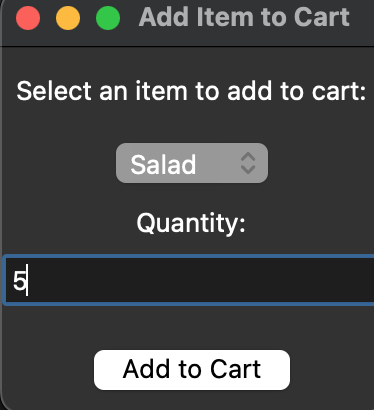 Add Item to Cart
Select an item to add to cart:
Salad
Quantity:
5
Add to Cart